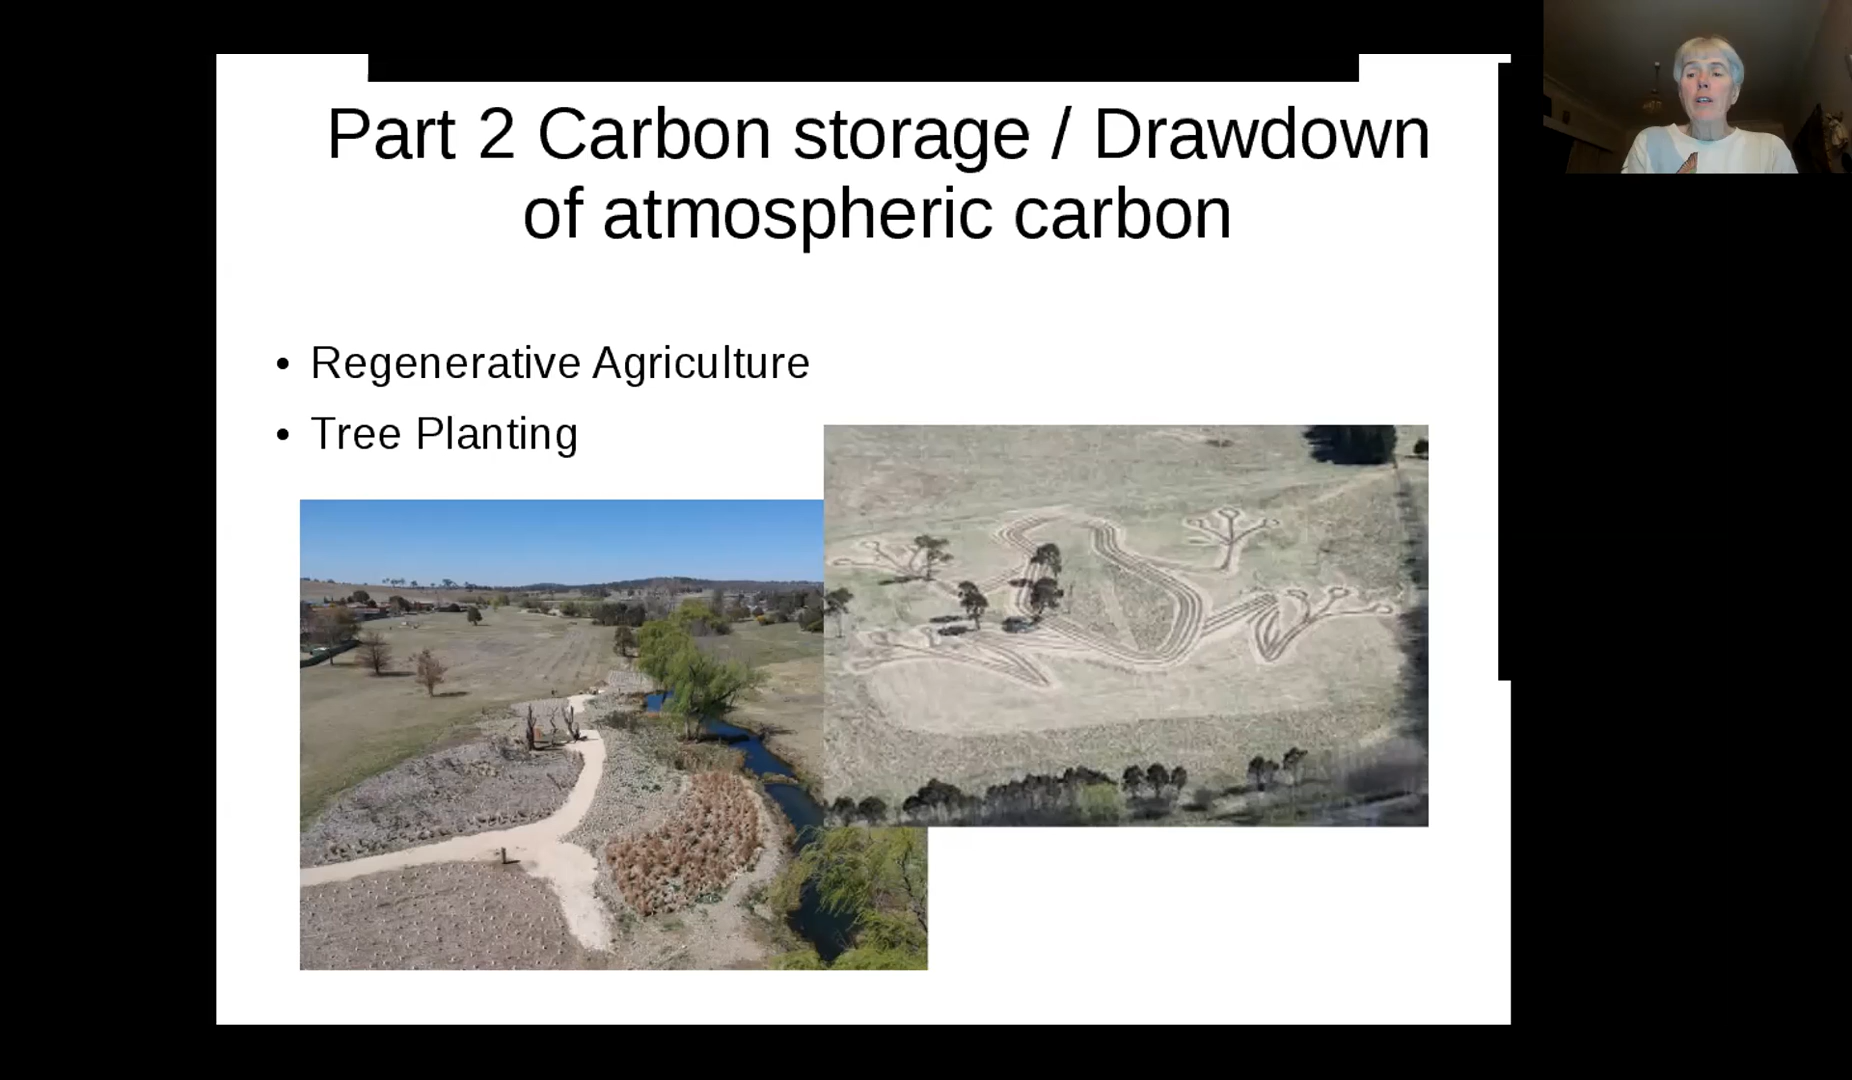 Part 2 Carbon storage / Drawdown
of atmospheric carbon
• Regenerative Agriculture
• Tree Planting